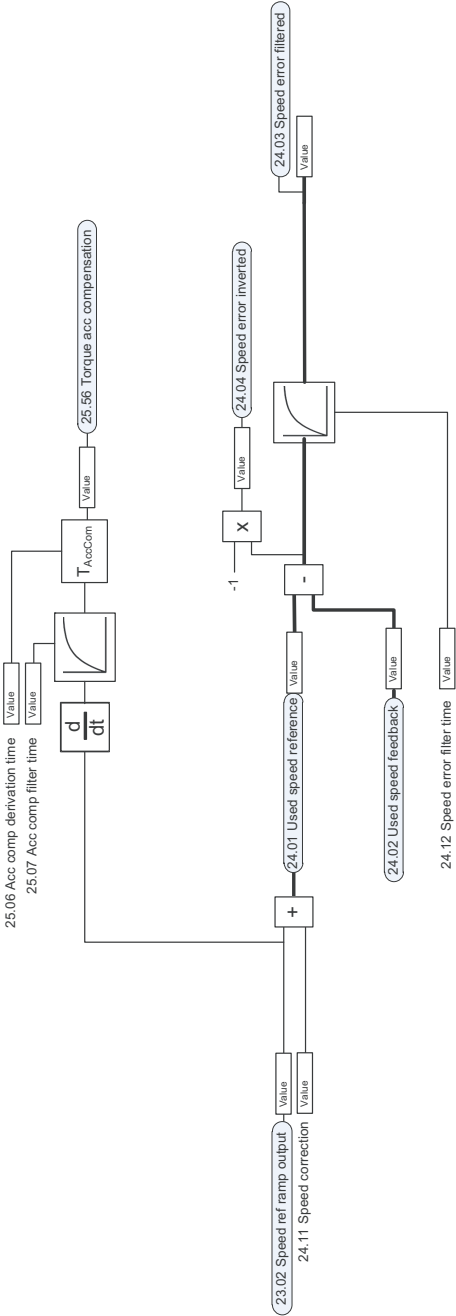 25.06 Acc comp derivation time
Value
25.07 Acc comp filter time
Value
d
dt
TAccCom
Value
25.56 Torque acc compensation
-1
X
Value
24.04 Speed error inverted
23.02 Speed ref ramp output
Value
24.11 Speed correction
Value
+
24.01 Used speed reference
Value
-
24.03 Speed error filtered
Value
24.02 Used speed feedback
Value
24.12 Speed error filter time
Value